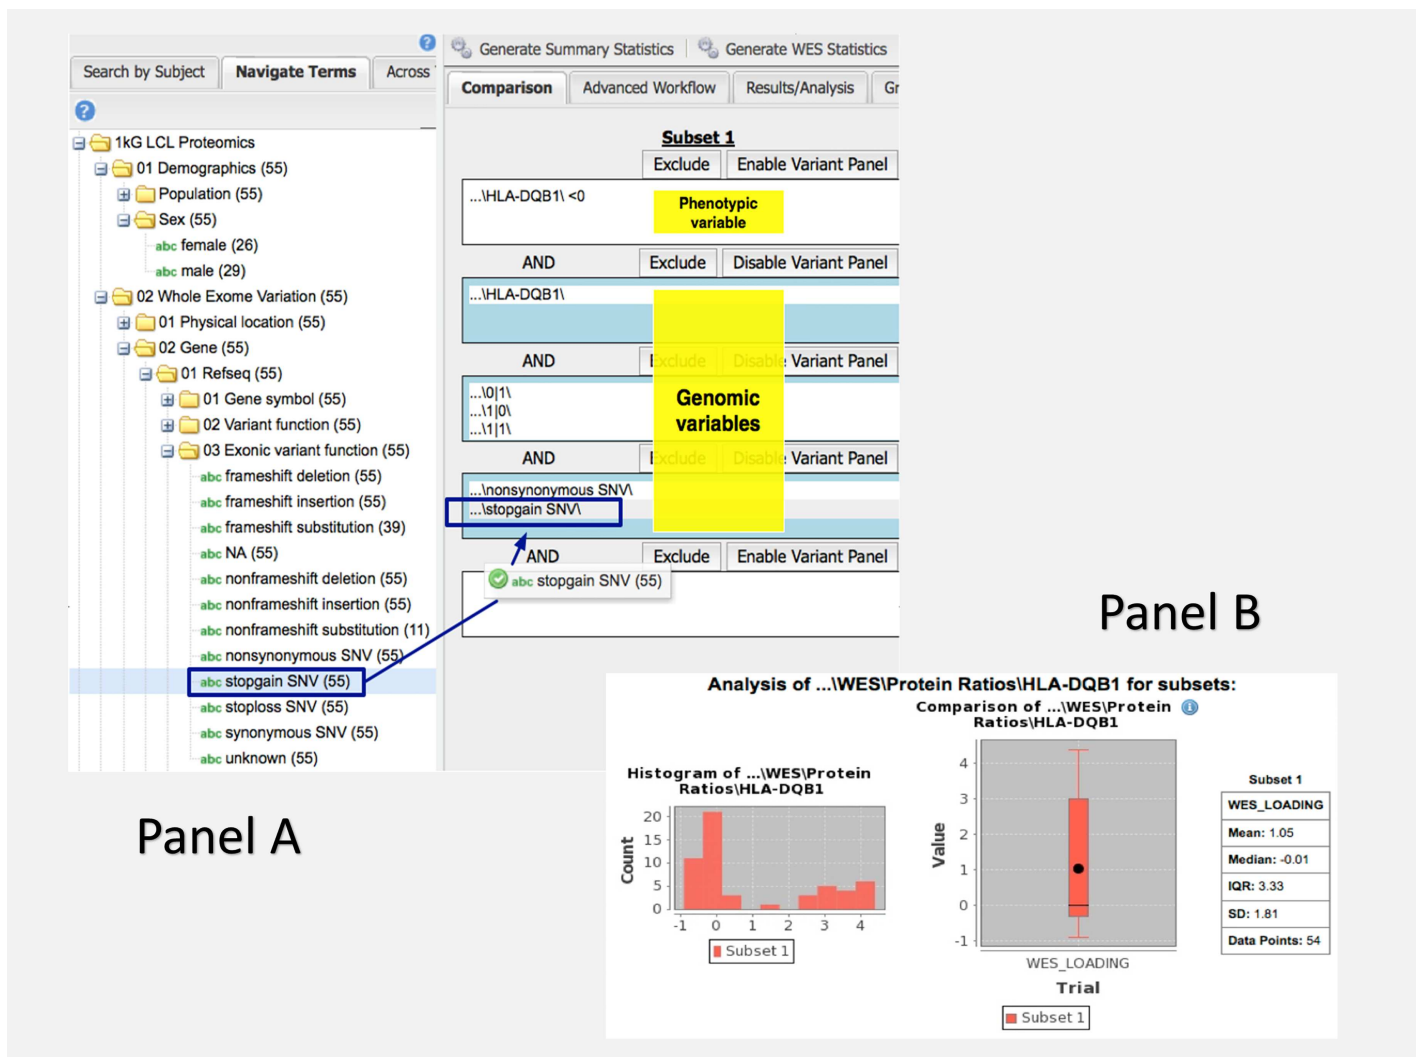 Generate Summary Statistics
Generate WES Statistics
Search by Subject
Navigate Terms
Across
Comparison
Advanced Workflow
Results/Analysis
Gr
1kG LCL Proteomics
01 Demographics (55)
Population (55)
Sex (55)
abc female (26)
abc male (29)
02 Whole Exome Variation (55)
01 Physical location (55)
02 Gene (55)
01 Refseq (55)
01 Gene symbol (55)
02 Variant function (55)
03 Exonic variant function (55)
abc frameshift deletion (55)
abc frameshift insertion (55)
abc frameshift substitution (39)
abc NA (55)
abc nonframeshift deletion (55)
abc nonframeshift insertion (55)
abc nonframeshift substitution (11)
abc nonsynonymous SNV (55)
abc stopgain SNV (55)
abc stoploss SNV (55)
abc synonymous SNV (55)
abc unknown (55)
Subset 1
Exclude Enable Variant Panel
...\HLA-DQB1\ <0
Phenotypic
variable
AND Exclude Disable Variant Panel
...\HLA-DQB1\
AND Exclude Disable Variant Panel
...\0|1\
...\1|0\
...\1|1\
Genomic
variables
AND Exclude Disable Variant Panel
...\nonsynonymous SNV\
...\stopgain SNV\
AND Exclude Enable Variant Panel
abc stopgain SNV (55)
Panel A
Panel B
Analysis of ...\WES\Protein Ratios\HLA-DQB1 for subsets:
Histogram of ...\WES\Protein
Ratios\HLA-DQB1
Count
20
15
10
5
0
-1 0 1 2 3 4
Subset 1
Comparison of ...\WES\Protein
Ratios\HLA-DQB1
Value
4
3
2
1
0
-1
WES_LOADING
Trial
Subset 1
Subset 1
WES_LOADING
Mean: 1.05
Median: -0.01
IQR: 3.33
SD: 1.81
Data Points: 54